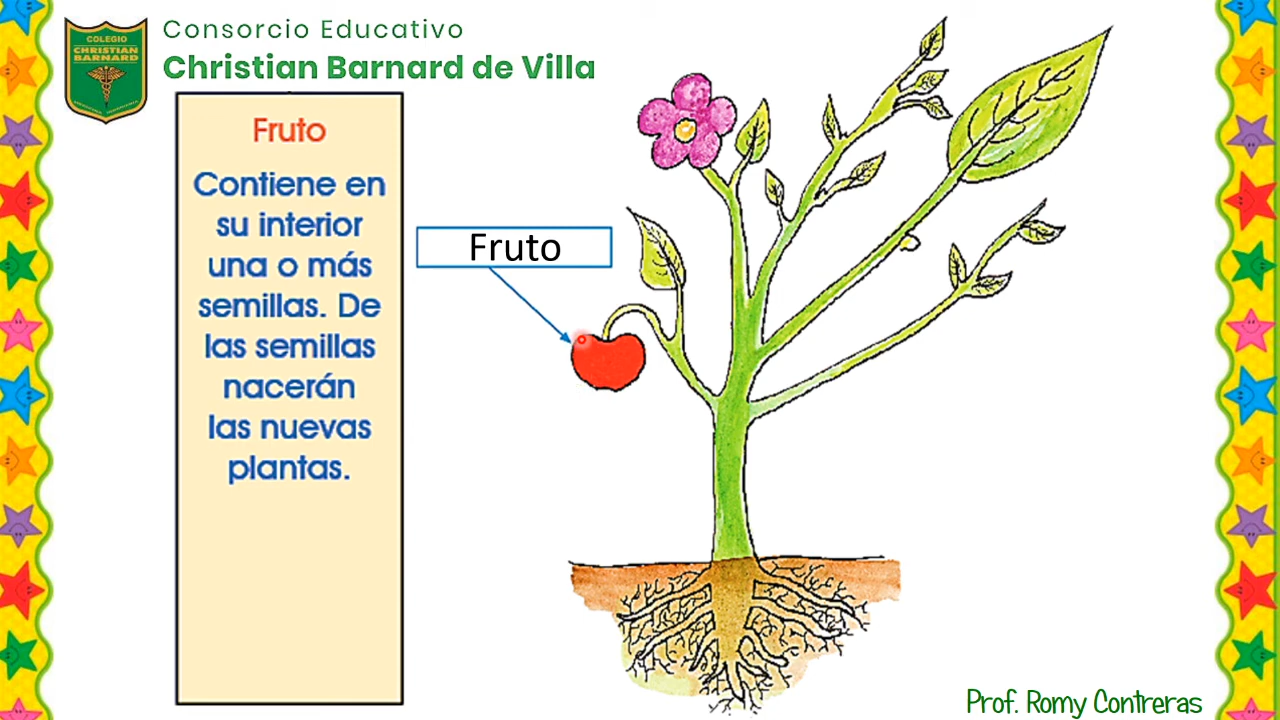 Consorcio Educativo
Christian Barnard de Villa
COLEGIO
CHRISTIAN
BARNARD
Fruto
Contiene en
su interior
una o más
semillas. De
las semillas
nacerán
las nuevas
plantas.
Fruto
Prof. Romy Contreras